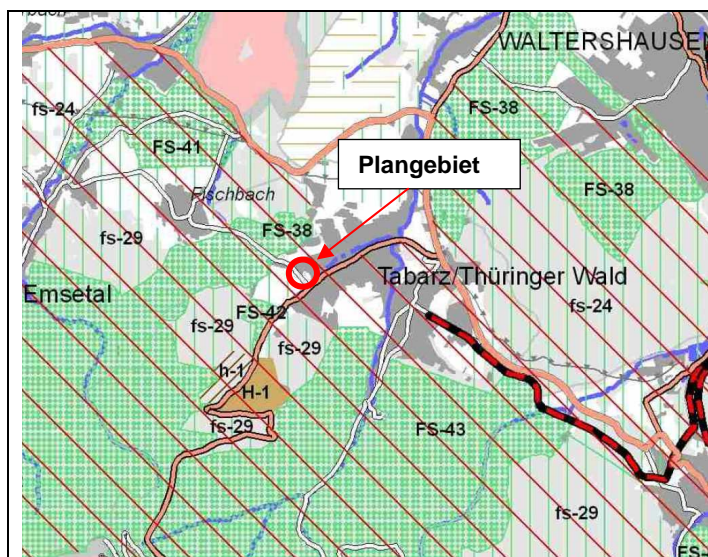 WALTERSHAUSEN
fs-24
FS-38
FS-41
Plangebiet
FS-38
Fischbach
FS-38
fs-29
Tabarz/Thüringer Wald
Emsetal
fs-24
FS-42
fs-29
fs-29
h-1
H-1
fs-29
FS-43
fs-29